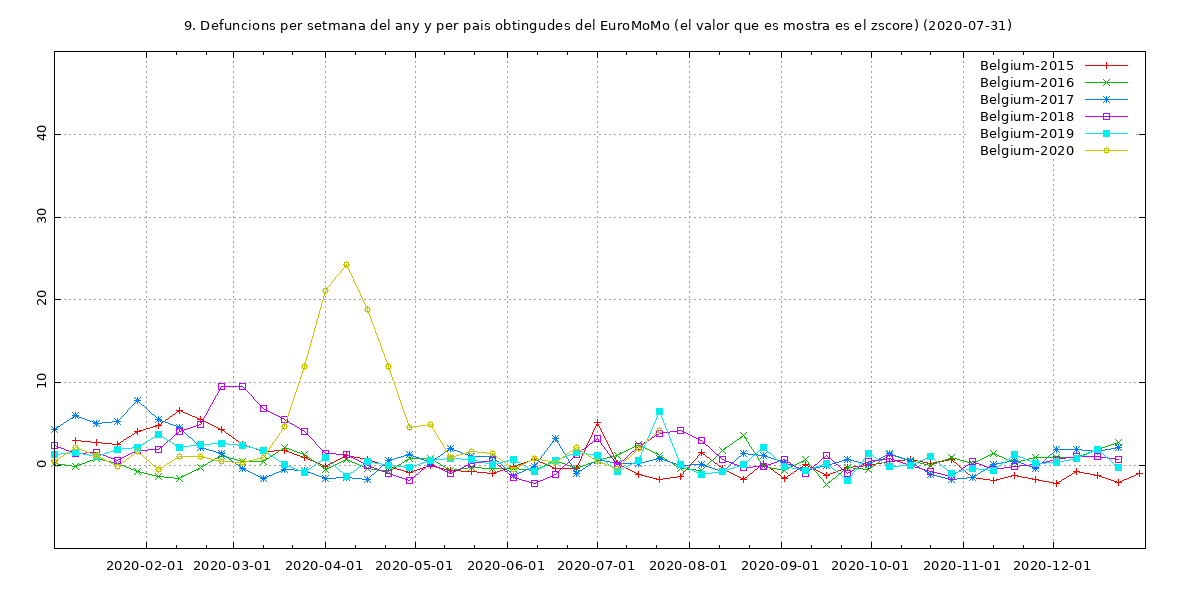 9. Defuncions per setmana del any y per pais obtingudes del EuroMoMo (el valor que es mostra es el zscore) (2020-07-31)
Belgium-2015
Belgium-2016
Belgium-2017
Belgium-2018
Belgium-2019
Belgium-2020
40
30
20
10
0
2020-02-01 2020-03-01 2020-04-01 2020-05-01 2020-06-01 2020-07-01 2020-08-01 2020-09-01 2020-10-01 2020-11-01 2020-12-01